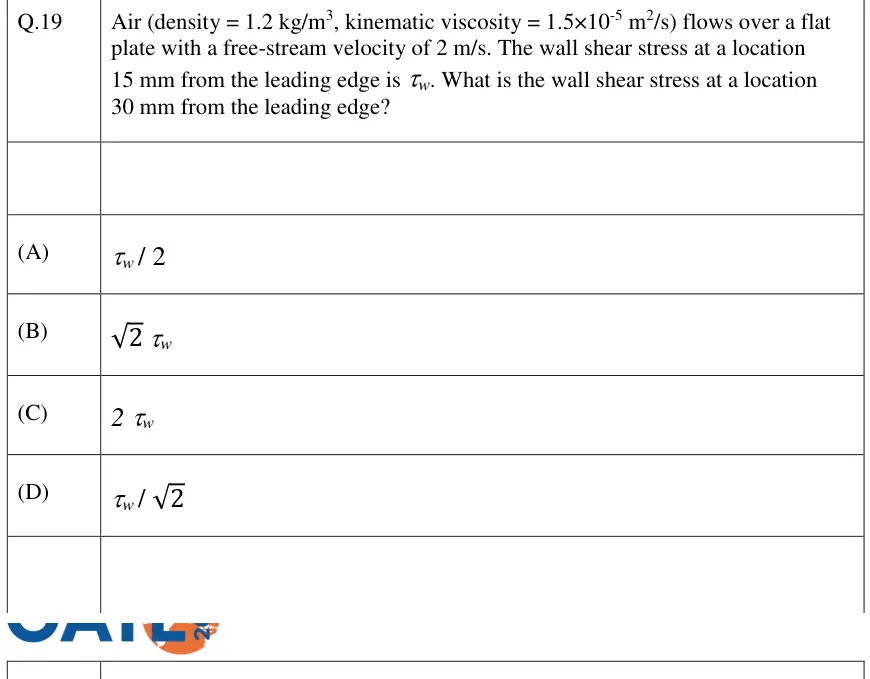 Q.19 Air (density = 1.2 kg/m³, kinematic viscosity = 1.5×10⁻⁵ m²/s) flows over a flat
plate with a free-stream velocity of 2 m/s. The wall shear stress at a location
15 mm from the leading edge is τw. What is the wall shear stress at a location
30 mm from the leading edge?
(A) τw / 2
(B) √2 τw
(C) 2 τw
(D) τw / √2